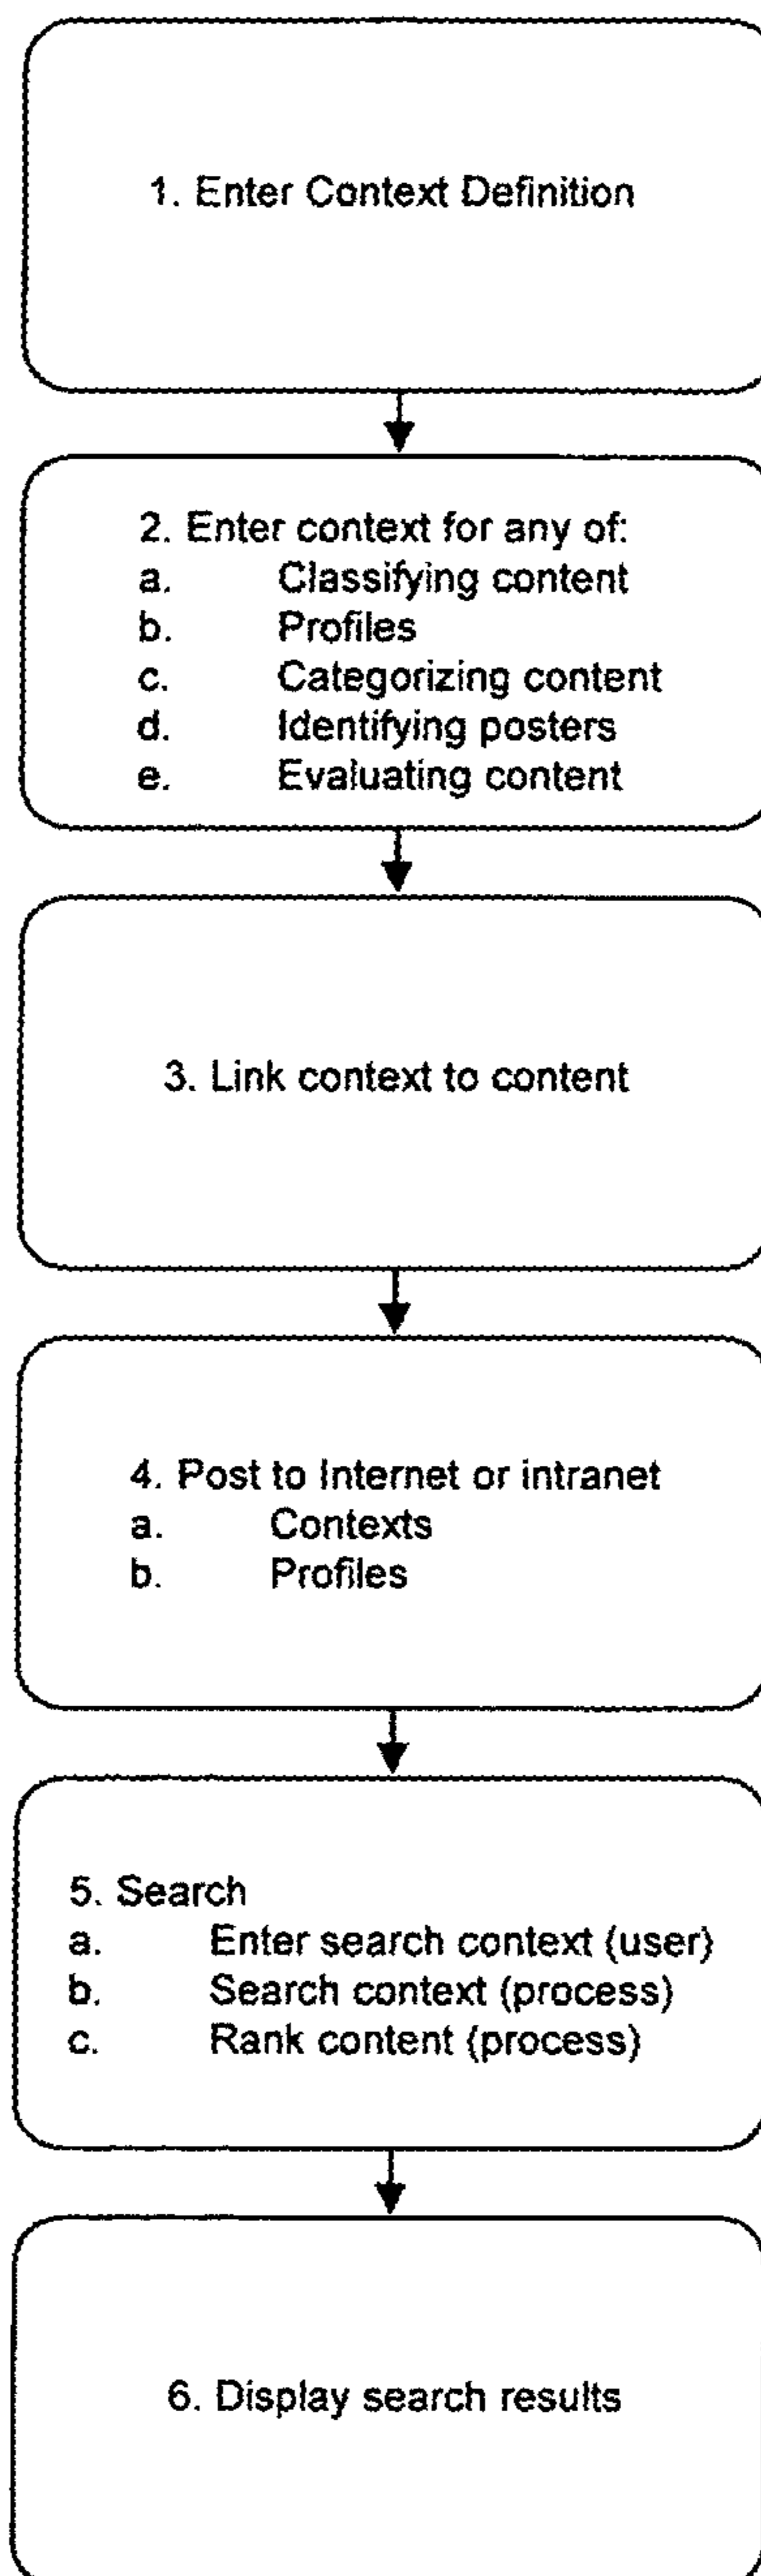 1. Enter Context Definition
2. Enter context for any of:
a. Classifying content
b. Profiles
c. Categorizing content
d. Identifying posters
e. Evaluating content
3. Link context to content
4. Post to Internet or intranet
a. Contexts
b. Profiles
5. Search
a. Enter search context (user)
b. Search context (process)
c. Rank content (process)
6. Display search results